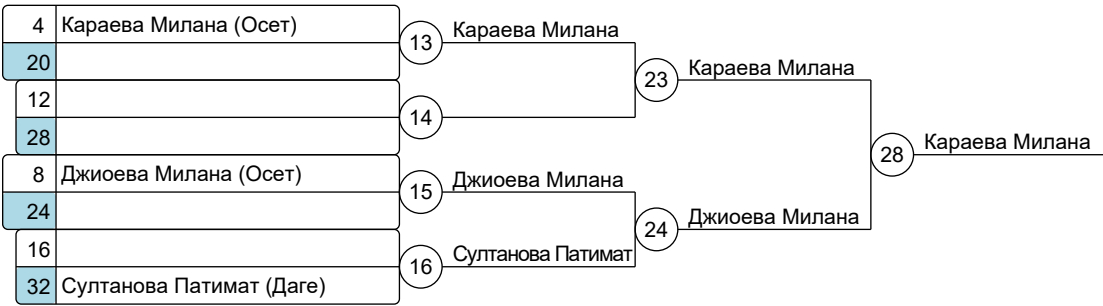 4 Караева Милана (Осет)
13 Караева Милана
20
23 Караева Милана
12
14
28
28 Караева Милана
8 Джиоева Милана (Осет)
15 Джиоева Милана
24
24 Джиоева Милана
16
16 Султанова Патимат
32 Султанова Патимат (Даге)